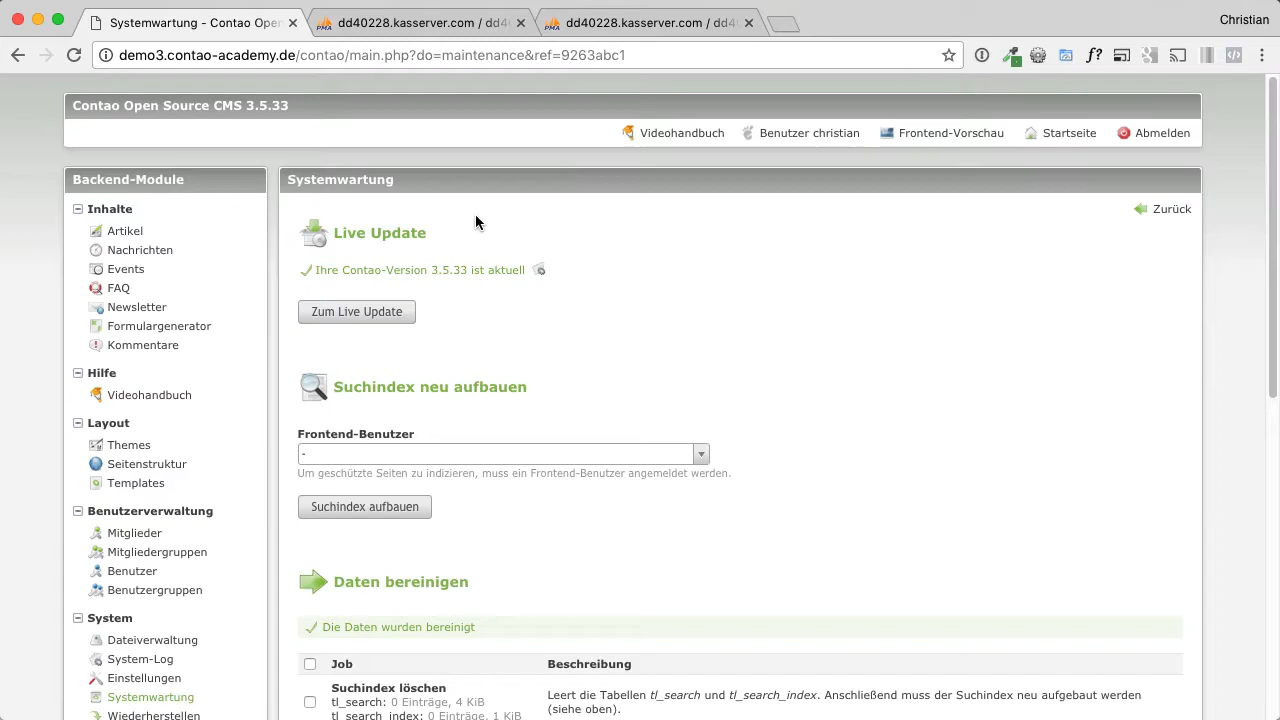 Systemwartung - Contao Open
dd40228.kasserver.com / dd4
dd40228.kasserver.com / dd4
Christian
demo3.contao-academy.de/contao/main.php?do=maintenance&ref=9263abc1
f?
Contao Open Source CMS 3.5.33
Videohandbuch
Benutzer christian
Frontend-Vorschau
Startseite
Abmelden
Backend-Module
Inhalte
Artikel
Nachrichten
Events
FAQ
Newsletter
Formulargenerator
Kommentare
Hilfe
Videohandbuch
Layout
Themes
Seitenstruktur
Templates
Benutzerverwaltung
Mitglieder
Mitgliedergruppen
Benutzer
Benutzergruppen
System
Dateiverwaltung
System-Log
Einstellungen
Systemwartung
Wiederherstellen
Systemwartung
Zurück
Live Update
Ihre Contao-Version 3.5.33 ist aktuell
Zum Live Update
Suchindex neu aufbauen
Frontend-Benutzer
-
Um geschützte Seiten zu indizieren, muss ein Frontend-Benutzer angemeldet werden.
Suchindex aufbauen
Daten bereinigen
Die Daten wurden bereinigt
Job
Beschreibung
Suchindex löschen
tl_search: 0 Einträge, 4 KiB
tl_search_index: 0 Einträge, 1 KiB
Leert die Tabellen tl_search und tl_search_index. Anschließend muss der Suchindex neu aufgebaut werden
(siehe oben).